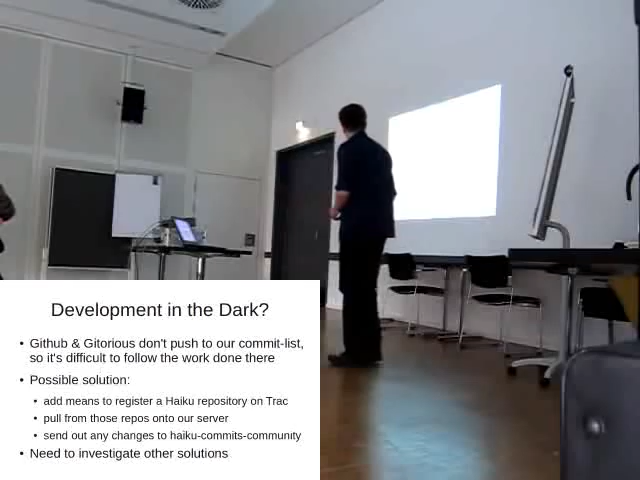 Development in the Dark?
• Github & Gitorious don't push to our commit-list,
so it's difficult to follow the work done there
• Possible solution:
• add means to register a Haiku repository on Trac
• pull from those repos onto our server
• send out any changes to haiku-commits-community
• Need to investigate other solutions